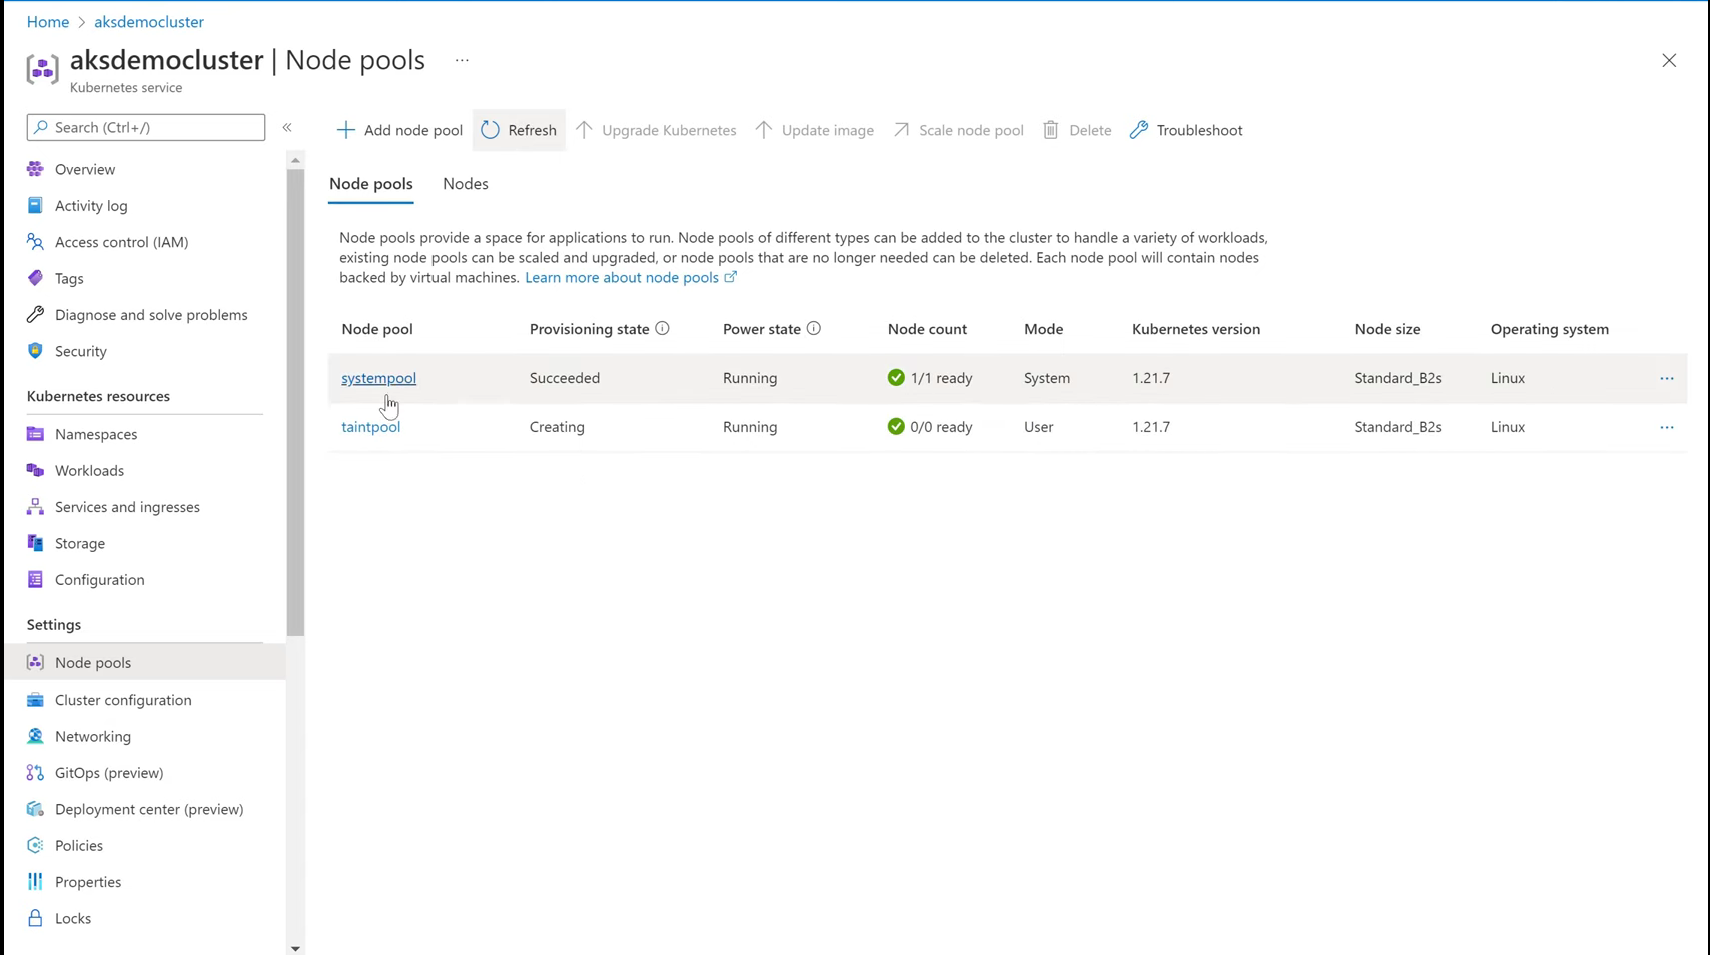 Home > aksdemocluster
aksdemocluster | Node pools ...
Kubernetes service
Search (Ctrl+/)
«
Overview
Activity log
Access control (IAM)
Tags
Diagnose and solve problems
Security
Kubernetes resources
Namespaces
Workloads
Services and ingresses
Storage
Configuration
Settings
Node pools
Cluster configuration
Networking
GitOps (preview)
Deployment center (preview)
Policies
Properties
Locks
Add node pool Refresh Upgrade Kubernetes Update image Scale node pool Delete Troubleshoot
Node pools Nodes
Node pools provide a space for applications to run. Node pools of different types can be added to the cluster to handle a variety of workloads,
existing node pools can be scaled and upgraded, or node pools that are no longer needed can be deleted. Each node pool will contain nodes
backed by virtual machines. Learn more about node pools
Node pool Provisioning state Power state Node count Mode Kubernetes version Node size Operating system
systempool Succeeded Running 1/1 ready System 1.21.7 Standard_B2s Linux ...
taintpool Creating Running 0/0 ready User 1.21.7 Standard_B2s Linux ...